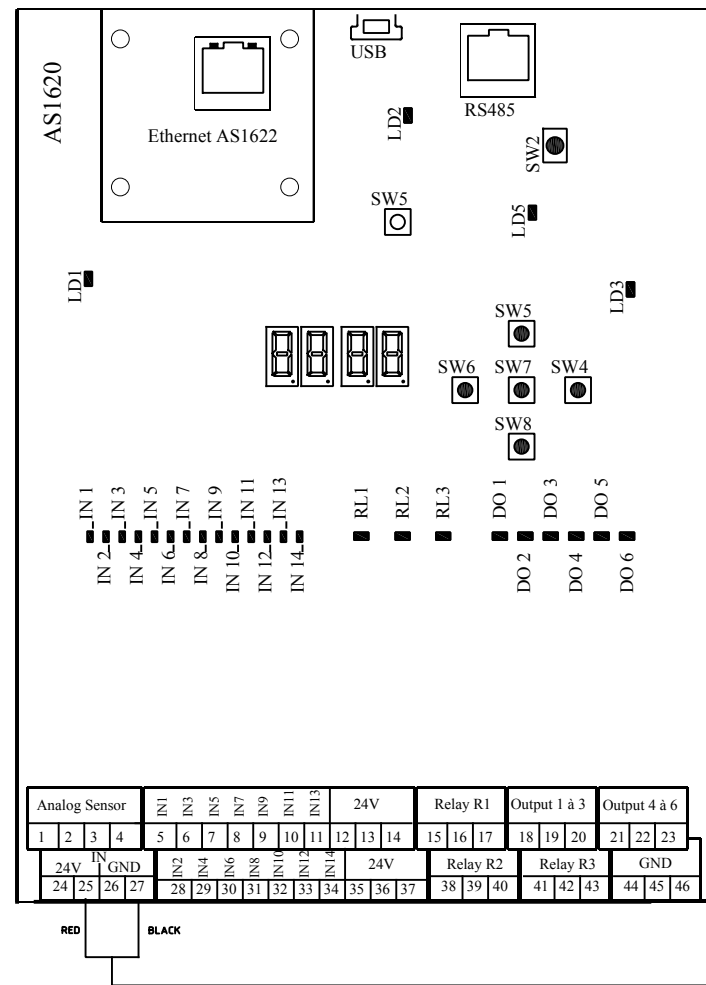 USB
RS485
AS1620
Ethernet AS1622
LD2
SW2
SW5
LD5
LD1
LD3
SW5
SW6 SW7 SW4
SW8
IN 1 IN 3 IN 5 IN 7 IN 9 IN 11 IN 13
RL1 RL2 RL3
DO 1 DO 3 DO 5
IN 2 IN 4 IN 6 IN 8 IN 10 IN 12 IN 14
DO 2 DO 4 DO 6
Analog Sensor IN1 IN3 IN5 IN7 IN9 IN11 IN13 24V Relay R1 Output 1 à 3 Output 4 à 6
1 2 3 4 5 6 7 8 9 10 11 12 13 14 15 16 17 18 19 20 21 22 23
24V IN GND IN2 IN4 IN6 IN8 IN10 IN12 IN14 24V Relay R2 Relay R3 GND
24 25 26 27 28 29 30 31 32 33 34 35 36 37 38 39 40 41 42 43 44 45 46
RED BLACK